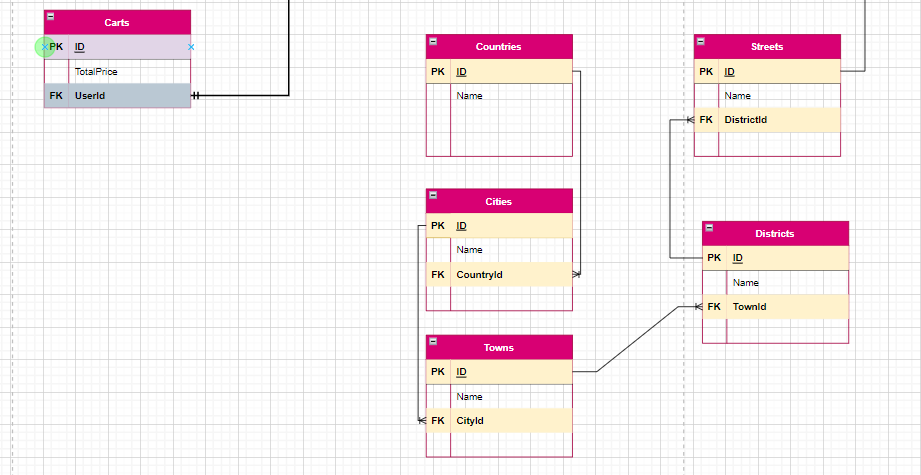 Carts
PK ID
TotalPrice
FK UserId
Countries
PK ID
Name
Cities
PK ID
Name
FK CountryId
Towns
PK ID
Name
FK CityId
Streets
PK ID
Name
FK DistrictId
Districts
PK ID
Name
FK TownId